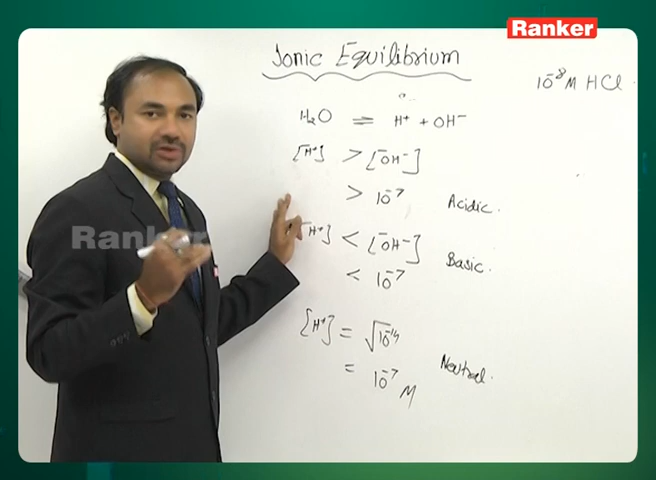 Ranker
Ionic Equilibrium
10⁻⁸ M HCl
H₂O ⇌ H⁺ + OH⁻
[H⁺] > [⁻OH⁻]
> 10⁻⁷ Acidic.
Ranker
[H⁺] < [⁻OH⁻]
< 10⁻⁷ Basic.
[H⁺] = √10⁻¹⁴
= 10⁻⁷ M Neutral.